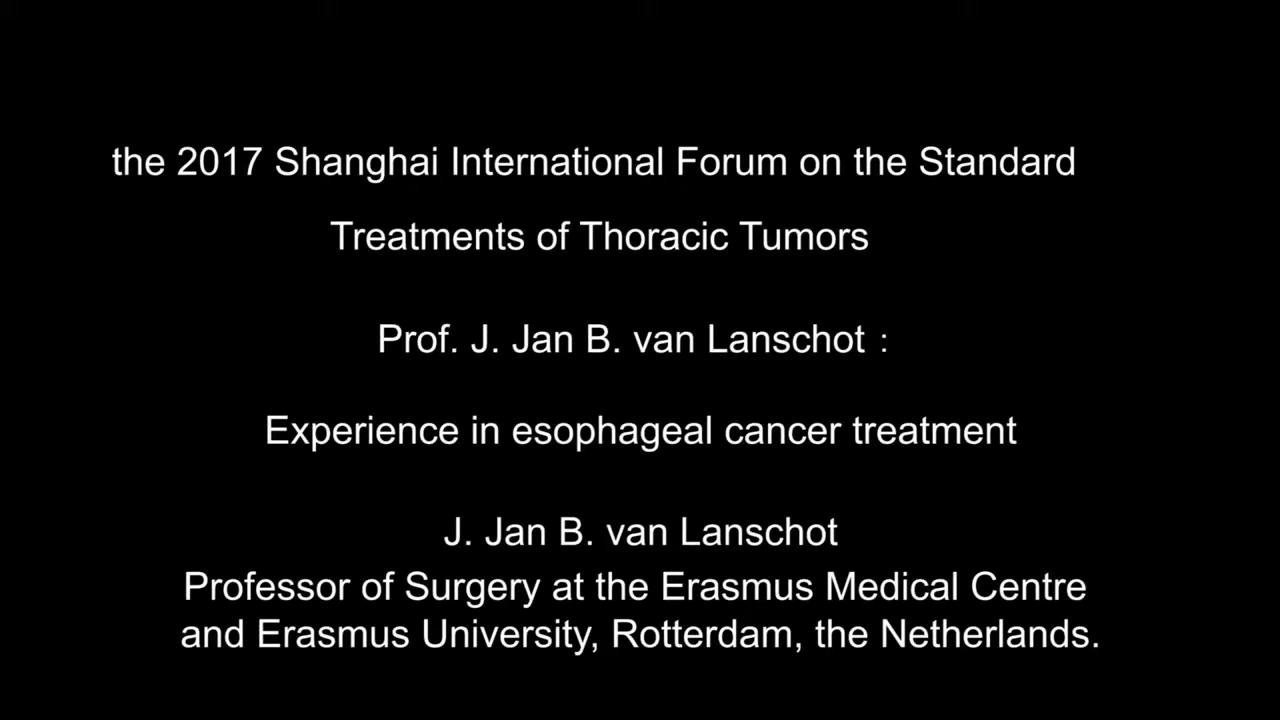 the 2017 Shanghai International Forum on the Standard
Treatments of Thoracic Tumors
Prof. J. Jan B. van Lanschot：
Experience in esophageal cancer treatment
J. Jan B. van Lanschot
Professor of Surgery at the Erasmus Medical Centre
and Erasmus University, Rotterdam, the Netherlands.